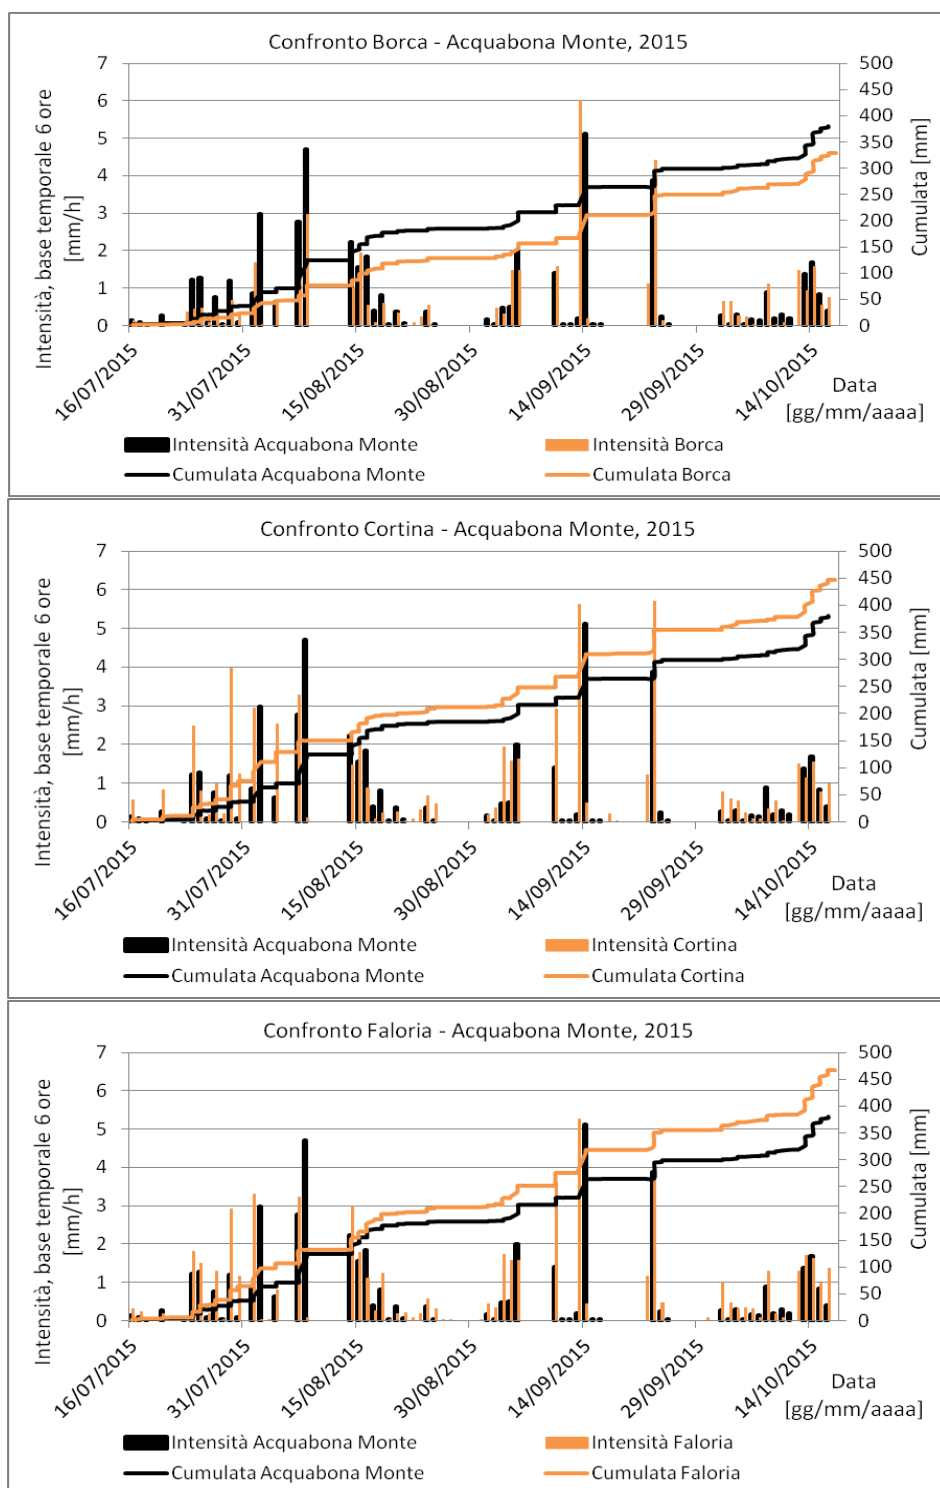 Confronto Borca - Acquabona Monte, 2015
Intensità, base temporale 6 ore
[mm/h]
7
6
5
4
3
2
1
0
500
450
400
350
300
250
200
150
100
50
0
Cumulata [mm]
16/07/2015
31/07/2015
15/08/2015
30/08/2015
14/09/2015
29/09/2015
14/10/2015
Data
[gg/mm/aaaa]
Intensità Acquabona Monte
Intensità Borca
Cumulata Acquabona Monte
Cumulata Borca
Confronto Cortina - Acquabona Monte, 2015
Intensità, base temporale 6 ore
[mm/h]
7
6
5
4
3
2
1
0
500
450
400
350
300
250
200
150
100
50
0
Cumulata [mm]
16/07/2015
31/07/2015
15/08/2015
30/08/2015
14/09/2015
29/09/2015
14/10/2015
Data
[gg/mm/aaaa]
Intensità Acquabona Monte
Intensità Cortina
Cumulata Acquabona Monte
Cumulata Cortina
Confronto Faloria - Acquabona Monte, 2015
Intensità, base temporale 6 ore
[mm/h]
7
6
5
4
3
2
1
0
500
450
400
350
300
250
200
150
100
50
0
Cumulata [mm]
16/07/2015
31/07/2015
15/08/2015
30/08/2015
14/09/2015
29/09/2015
14/10/2015
Data
[gg/mm/aaaa]
Intensità Acquabona Monte
Intensità Faloria
Cumulata Acquabona Monte
Cumulata Faloria